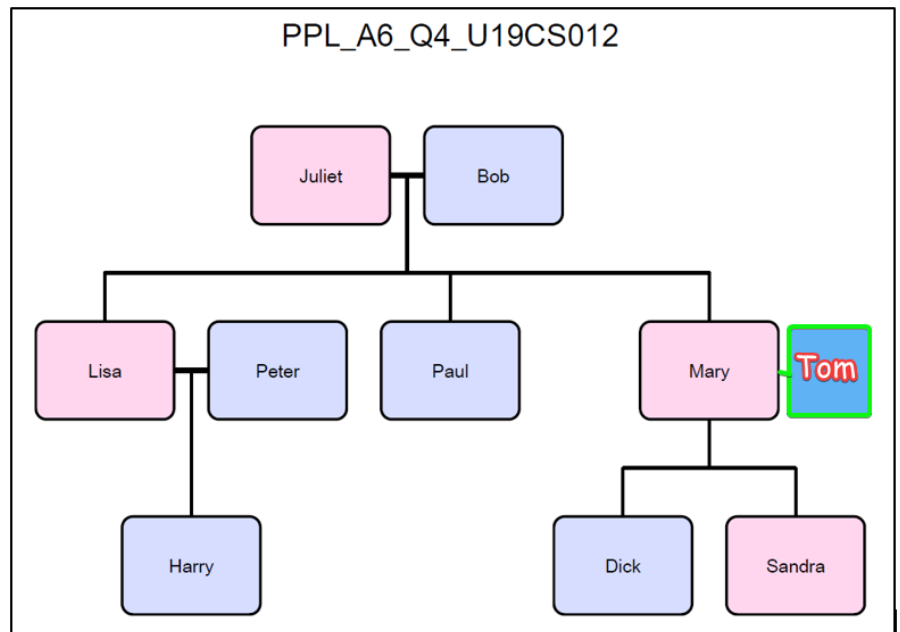 PPL_A6_Q4_U19CS012
Juliet Bob
Lisa Peter Paul Mary Tom
Harry Dick Sandra